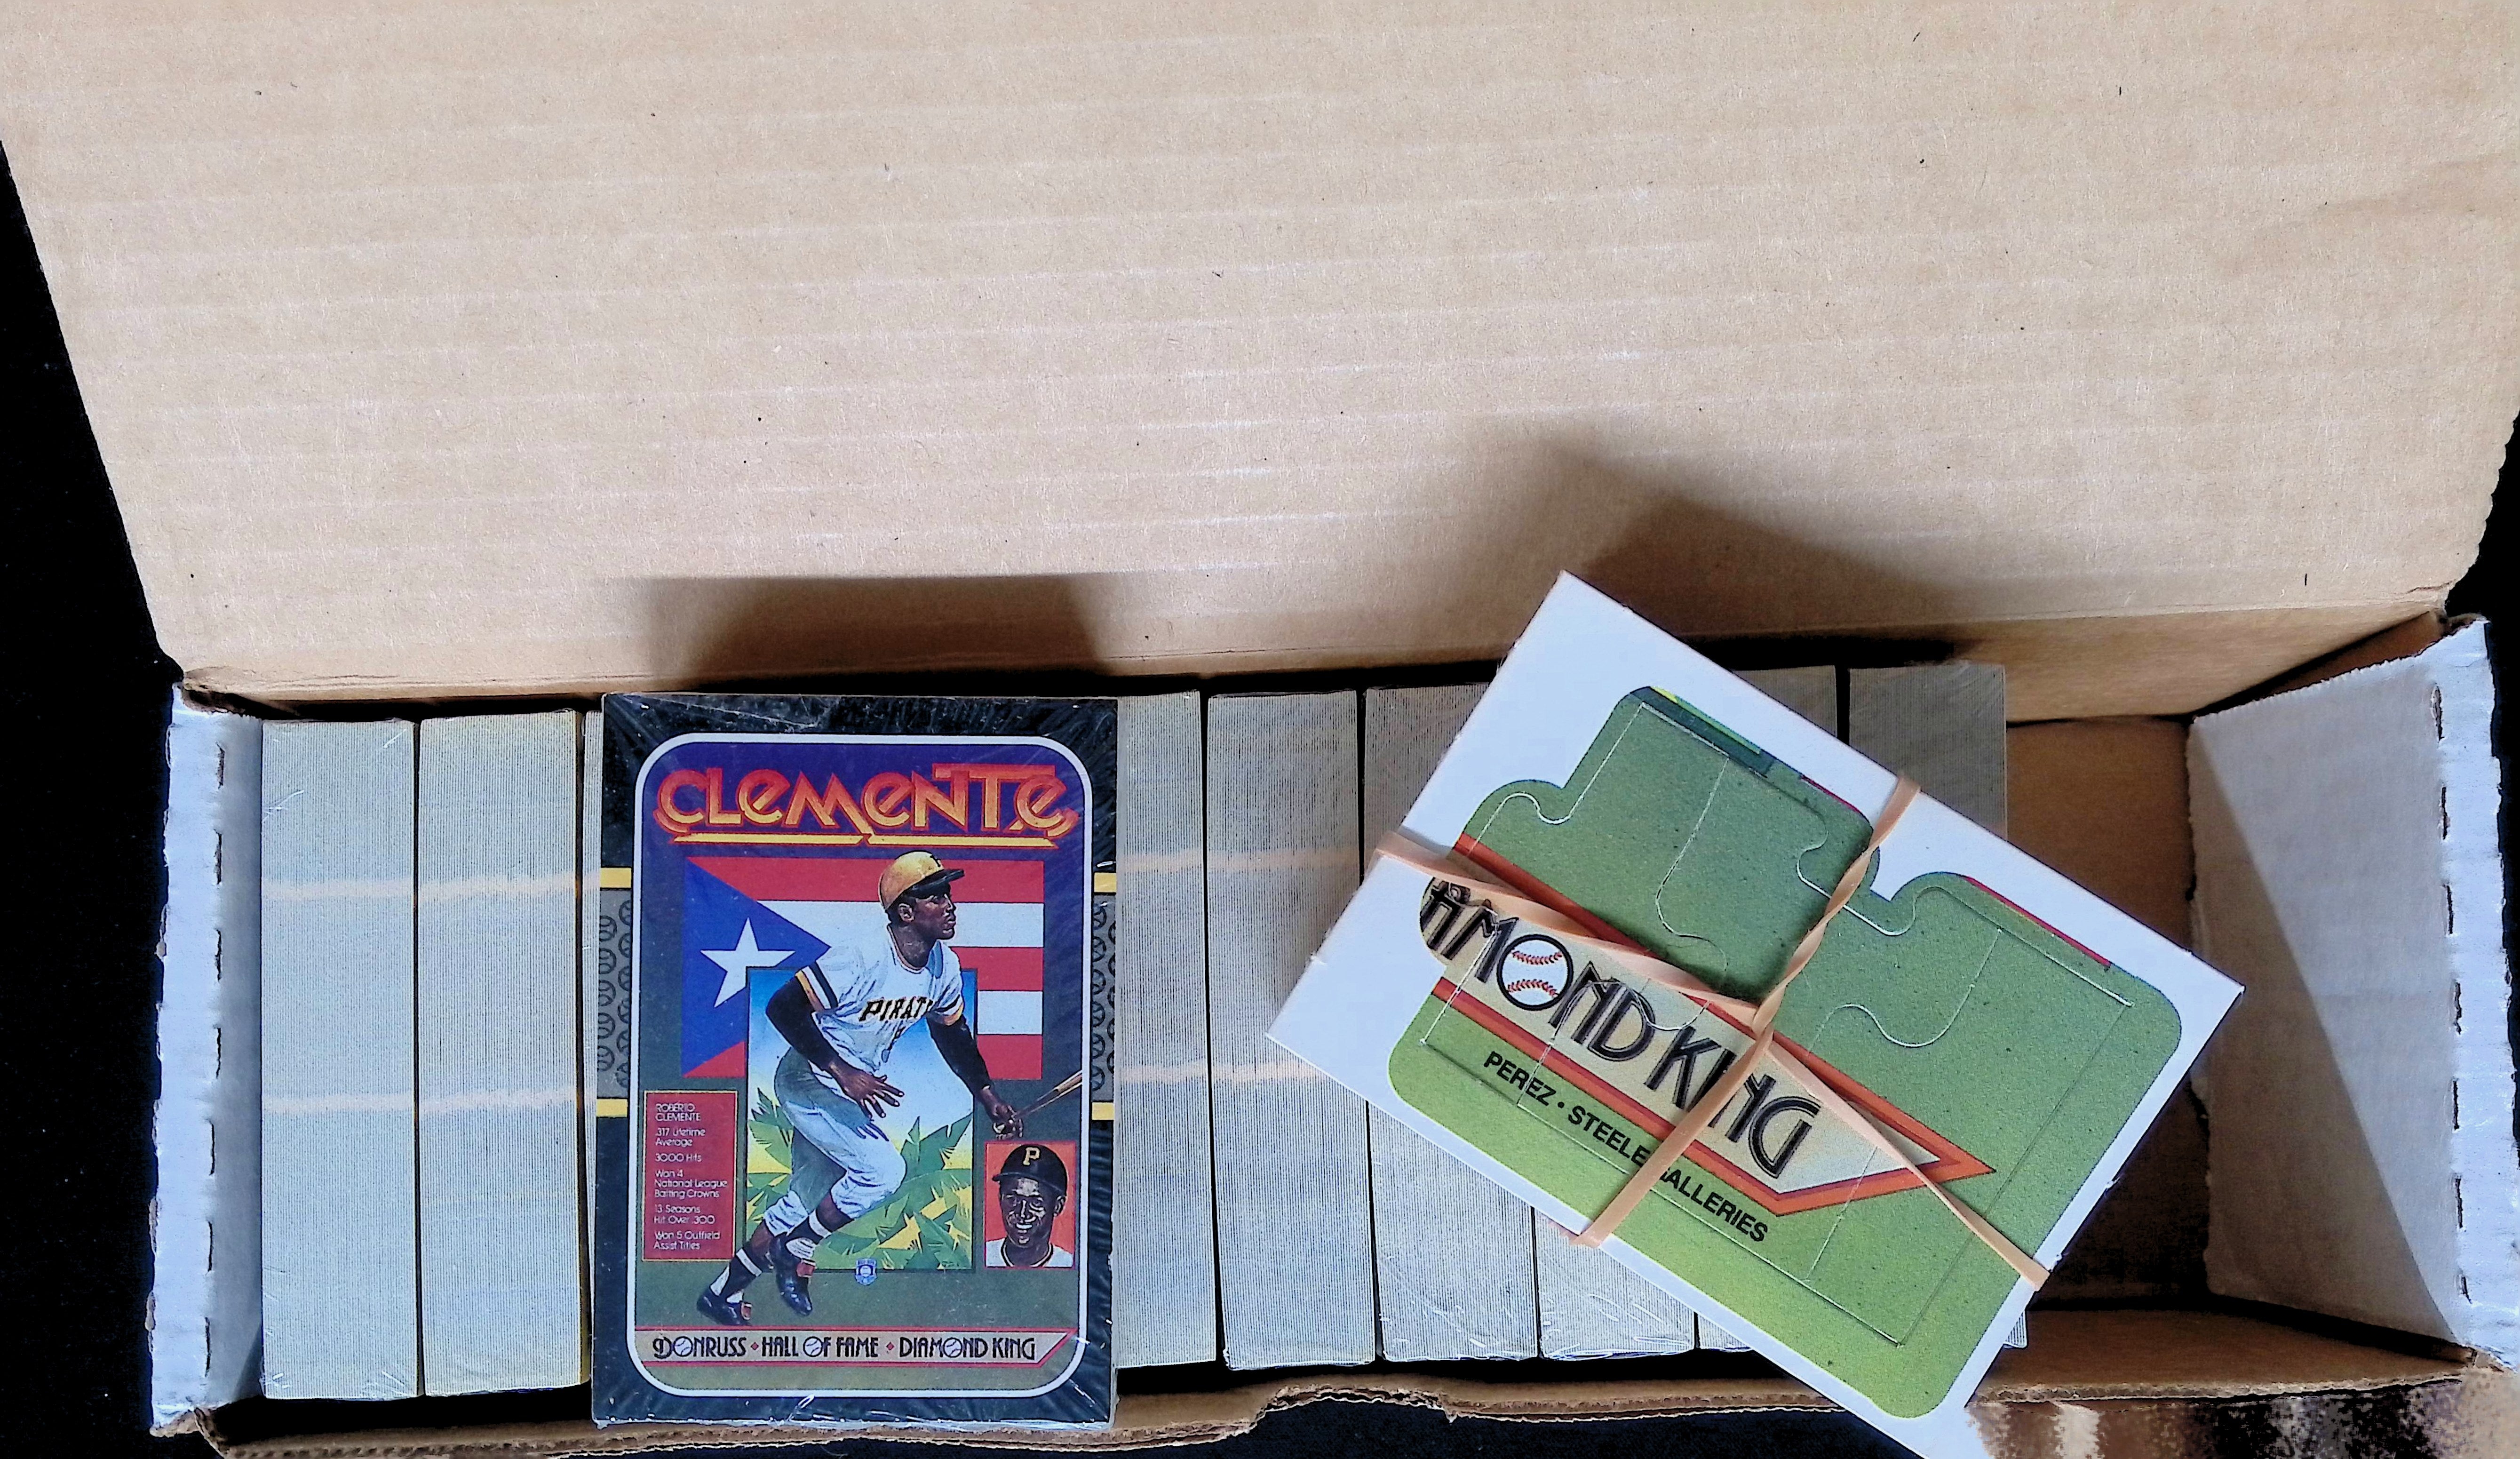 CLEMENTE
PIRAT
ROBERTO
CLEMENTE
.317 Lifetime
Average
3000 Hits
Won 4
National League
Batting Crowns
13 Seasons
Hit Over .300
Won 5 Outfield
Assist Titles
P
DONRUSS • HALL OF FAME • DIAMOND KING
AMOND KING
PEREZ • STEELE GALLERIES